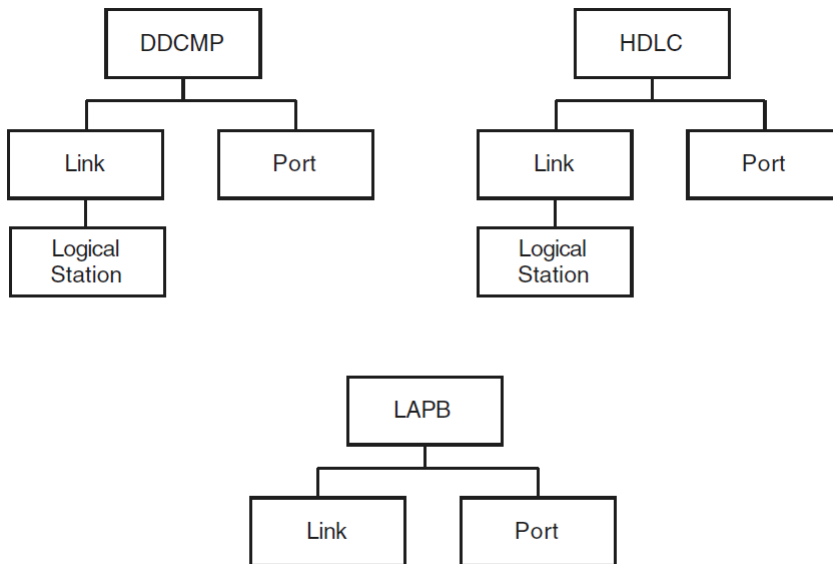 DDCMP
Link
Port
Logical
Station
HDLC
Link
Port
Logical
Station
LAPB
Link
Port